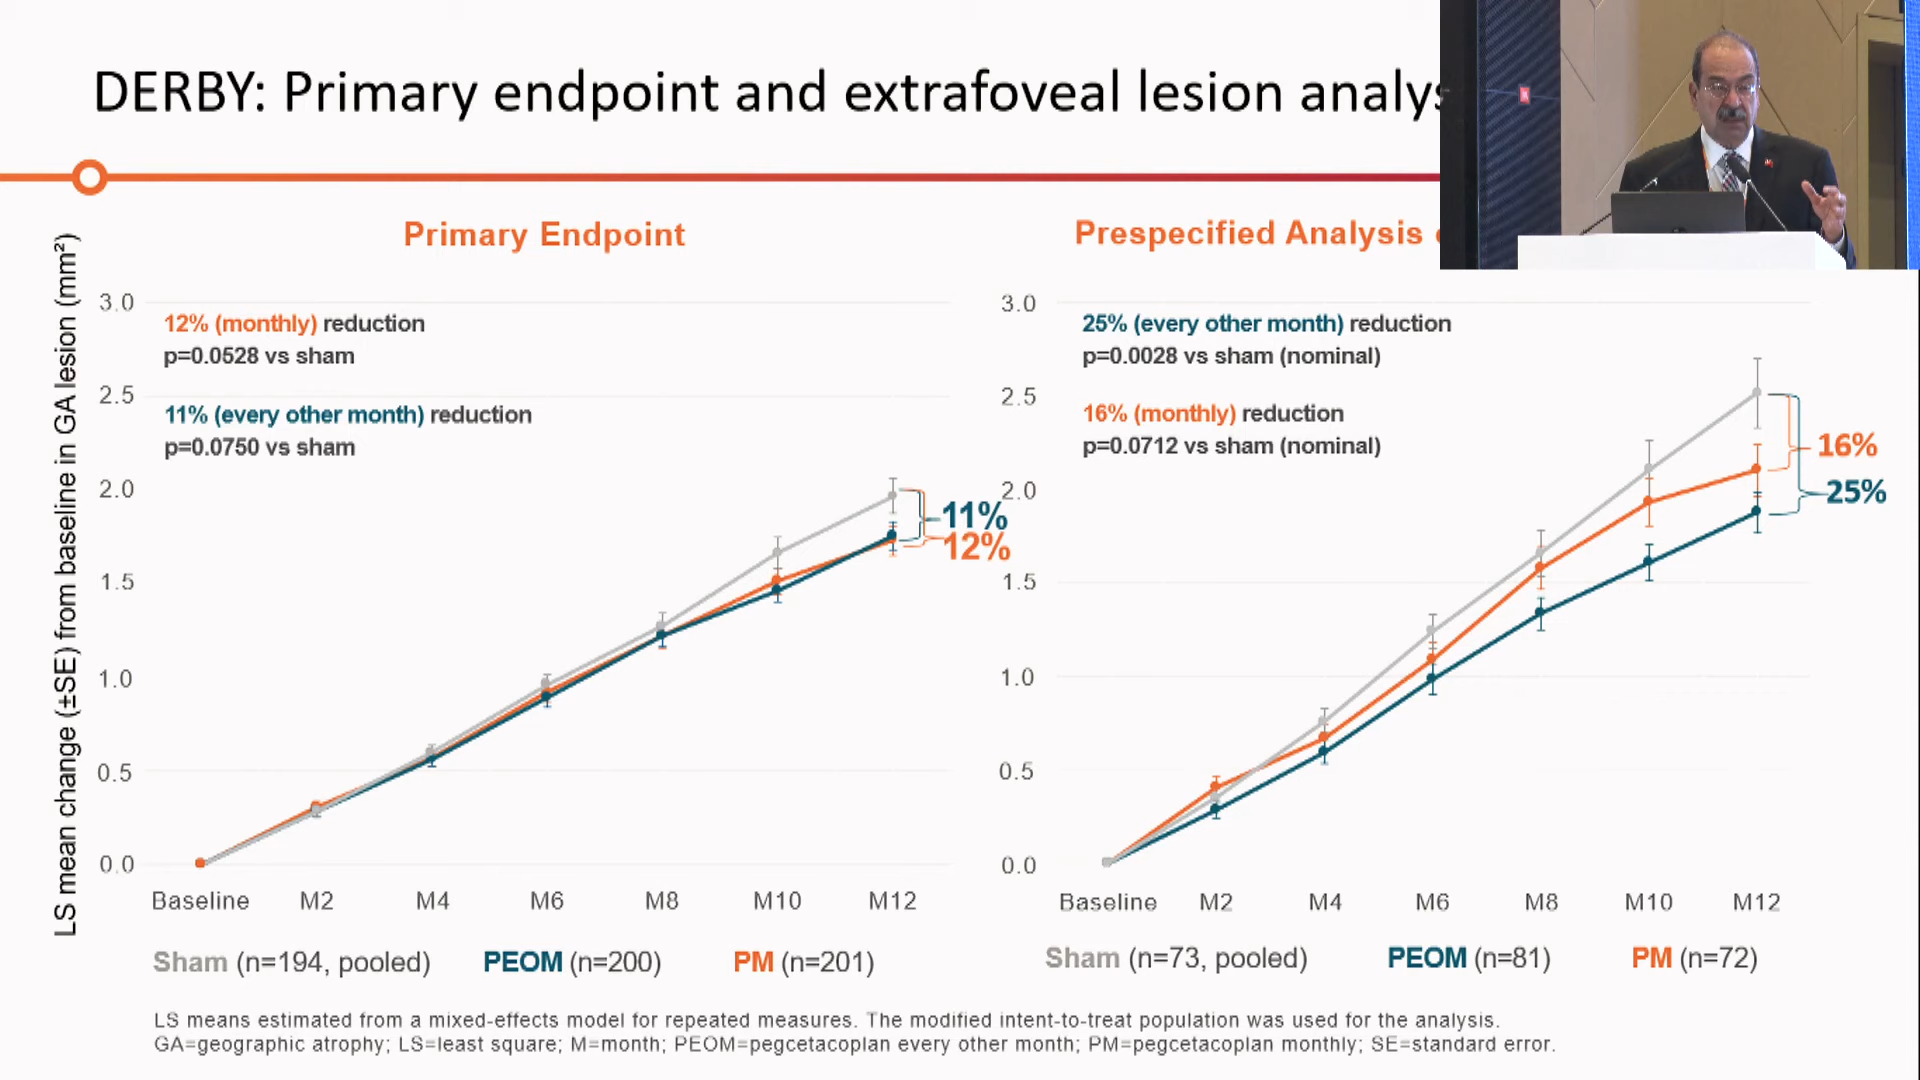 DERBY: Primary endpoint and extrafoveal lesion analys
Primary Endpoint
LS mean change (±SE) from baseline in GA lesion (mm²)
3.0
2.5
2.0
1.5
1.0
0.5
0.0
12% (monthly) reduction
p=0.0528 vs sham
11% (every other month) reduction
p=0.0750 vs sham
11%
12%
Baseline M2 M4 M6 M8 M10 M12
Sham (n=194, pooled) PEOM (n=200) PM (n=201)
Prespecified Analysis
3.0
2.5
2.0
1.5
1.0
0.5
0.0
25% (every other month) reduction
p=0.0028 vs sham (nominal)
16% (monthly) reduction
p=0.0712 vs sham (nominal)
16%
25%
Baseline M2 M4 M6 M8 M10 M12
Sham (n=73, pooled) PEOM (n=81) PM (n=72)
LS means estimated from a mixed-effects model for repeated measures. The modified intent-to-treat population was used for the analysis.
GA=geographic atrophy; LS=least square; M=month; PEOM=pegcetacoplan every other month; PM=pegcetacoplan monthly; SE=standard error.